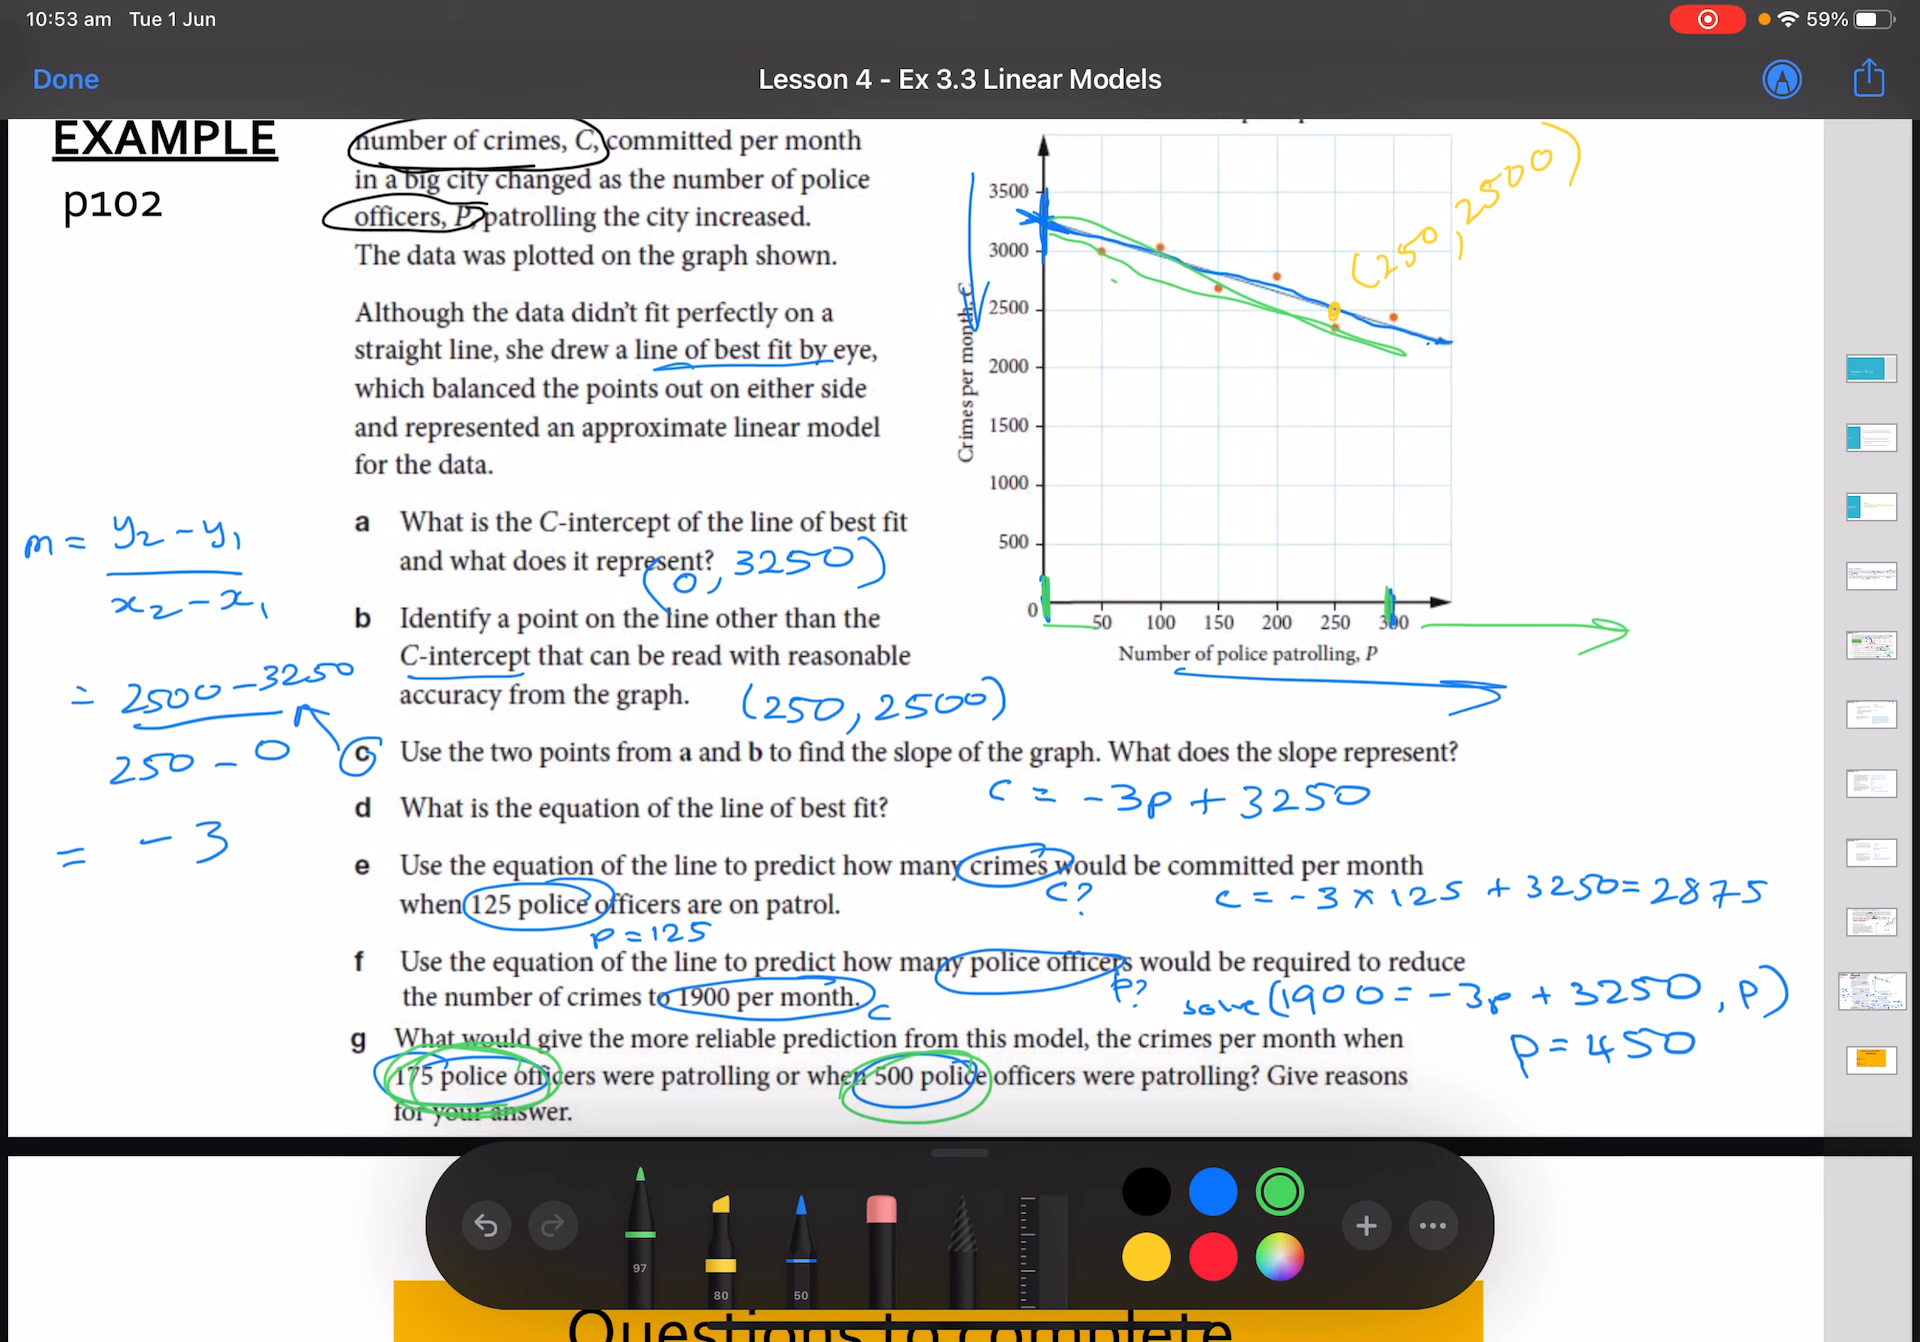 10:53 am Tue 1 Jun
59%
Done
Lesson 4 - Ex 3.3 Linear Models
EXAMPLE
p102
number of crimes, C, committed per month
in a big city changed as the number of police
officers, P, patrolling the city increased.
The data was plotted on the graph shown.
Although the data didn't fit perfectly on a
straight line, she drew a line of best fit by eye,
which balanced the points out on either side
and represented an approximate linear model
for the data.
3500
3000
2500
2000
1500
1000
500
0
50 100 150 200 250 300
Crimes per month, C
Number of police patrolling, P
(250, 2500)
a What is the C-intercept of the line of best fit
and what does it represent?
(0, 3250)
b Identify a point on the line other than the
C-intercept that can be read with reasonable
accuracy from the graph.
(250, 2500)
m = y₂ - y₁
x₂ - x₁
= 2500 - 3250
250 - 0
= -3
c Use the two points from a and b to find the slope of the graph. What does the slope represent?
d What is the equation of the line of best fit?
C = -3p + 3250
e Use the equation of the line to predict how many crimes would be committed per month
when 125 police officers are on patrol.
C?
p = 125
C = -3 × 125 + 3250 = 2875
f Use the equation of the line to predict how many police officers would be required to reduce
the number of crimes to 1900 per month.
P?
C
solve (1900 = -3p + 3250, p)
p = 450
g What would give the more reliable prediction from this model, the crimes per month when
175 police officers were patrolling or when 500 police officers were patrolling? Give reasons
for your answer.
97
80
50
Questions to complete